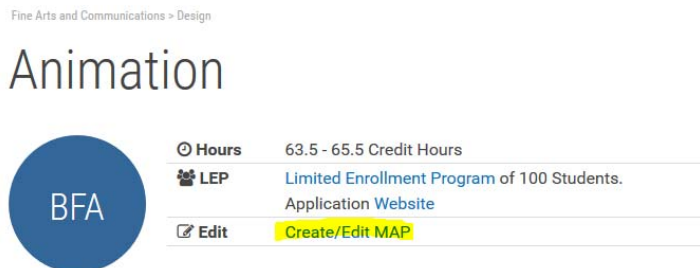 Fine Arts and Communications > Design
Animation
BFA
Hours 63.5 - 65.5 Credit Hours
LEP Limited Enrollment Program of 100 Students.
Application Website
Edit Create/Edit MAP